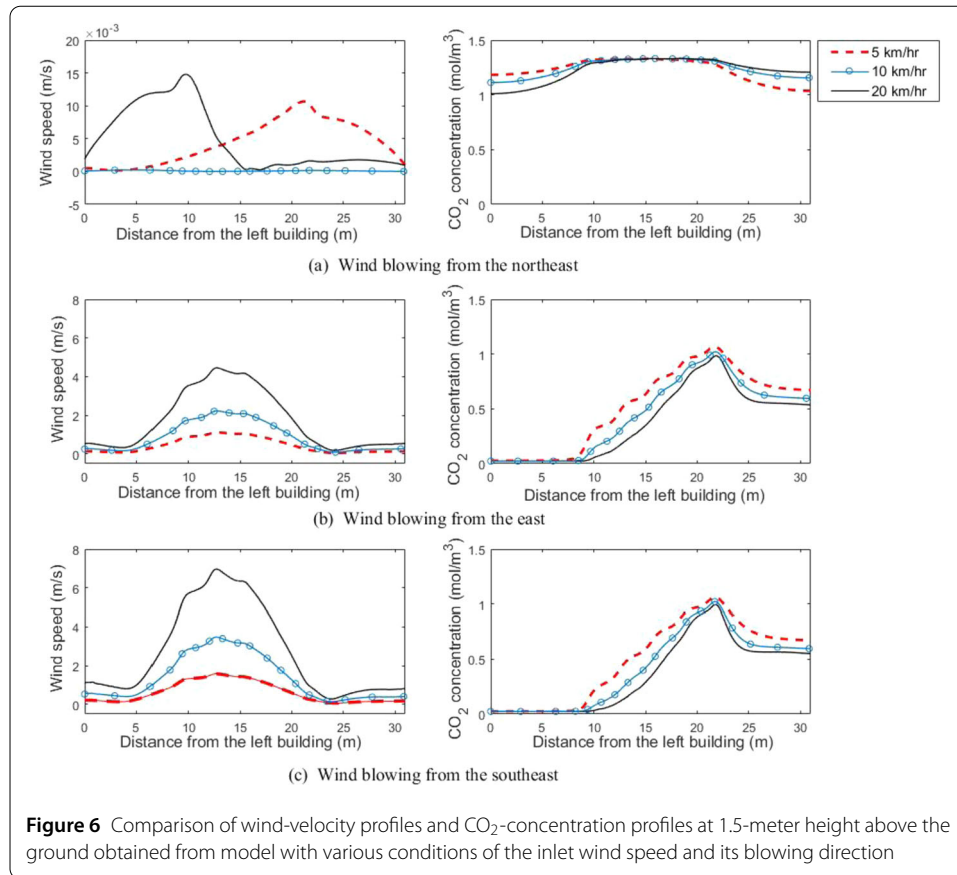 × 10⁻³
20
15
10
5
0
-5
Wind speed (m/s)
0 5 10 15 20 25 30
Distance from the left building (m)
1.5
1
0.5
0
CO₂ concentration (mol/m³)
0 5 10 15 20 25 30
Distance from the left building (m)
5 km/hr
10 km/hr
20 km/hr
(a) Wind blowing from the northeast
8
6
4
2
0
Wind speed (m/s)
0 5 10 15 20 25 30
Distance from the left building (m)
1.5
1
0.5
0
CO₂ concentration (mol/m³)
0 5 10 15 20 25 30
Distance from the left building (m)
(b) Wind blowing from the east
8
6
4
2
0
Wind speed (m/s)
0 5 10 15 20 25 30
Distance from the left building (m)
1.5
1
0.5
0
CO₂ concentration (mol/m³)
0 5 10 15 20 25 30
Distance from the left building (m)
(c) Wind blowing from the southeast
Figure 6 Comparison of wind-velocity profiles and CO₂-concentration profiles at 1.5-meter height above the
ground obtained from model with various conditions of the inlet wind speed and its blowing direction